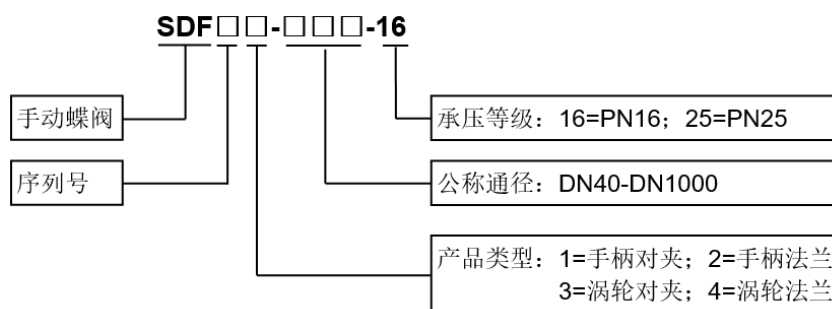 SDF□□-□□□-16
手动蝶阀
承压等级：16=PN16；25=PN25
序列号
公称通径：DN40-DN1000
产品类型：1=手柄对夹；2=手柄法兰
3=涡轮对夹；4=涡轮法兰